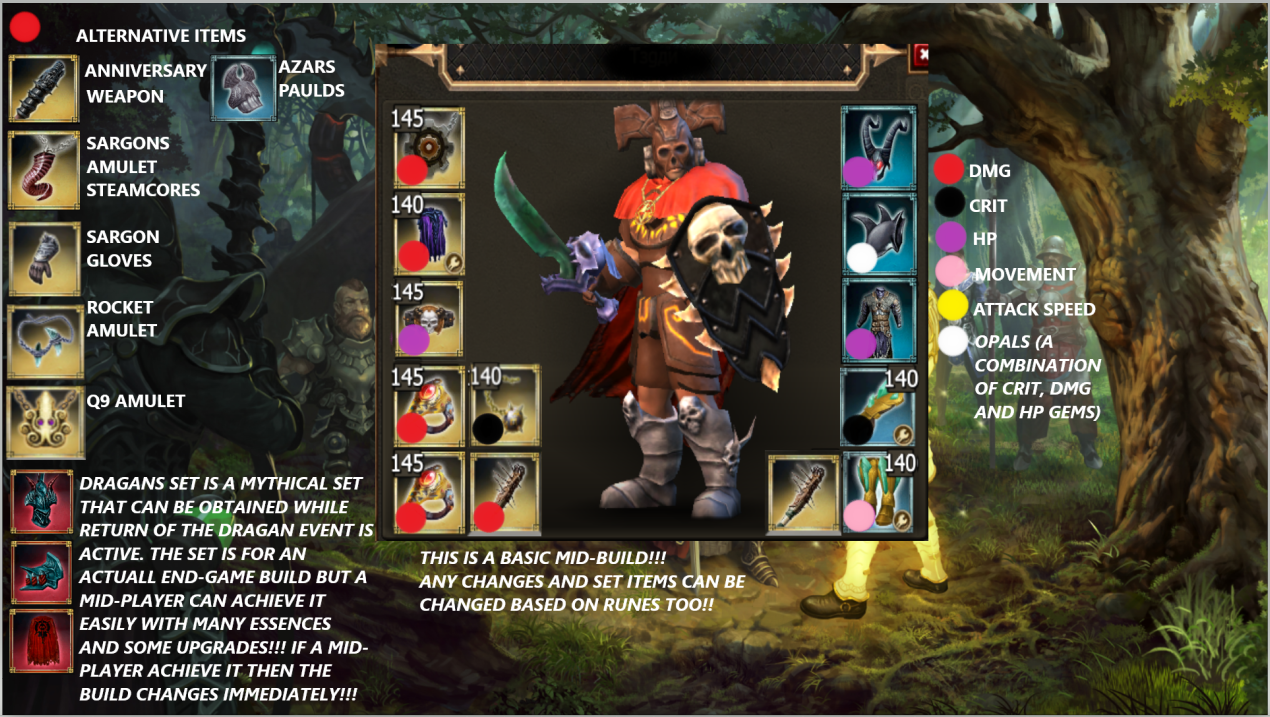 ALTERNATIVE ITEMS
ANNIVERSARY
WEAPON
AZARS
PAULDS
SARGONS
AMULET
STEAMCORES
SARGON
GLOVES
ROCKET
AMULET
Q9 AMULET
DRAGANS SET IS A MYTHICAL SET
THAT CAN BE OBTAINED WHILE
RETURN OF THE DRAGAN EVENT IS
ACTIVE. THE SET IS FOR AN
ACTUALL END-GAME BUILD BUT A
MID-PLAYER CAN ACHIEVE IT
EASILY WITH MANY ESSENCES
AND SOME UPGRADES!!! IF A MID-
PLAYER ACHIEVE IT THEN THE
BUILD CHANGES IMMEDIATELY!!!
145
140
145
145
140
145
140
140
THIS IS A BASIC MID-BUILD!!!
ANY CHANGES AND SET ITEMS CAN BE
CHANGED BASED ON RUNES TOO!!
DMG
CRIT
HP
MOVEMENT
ATTACK SPEED
OPALS (A
COMBINATION
OF CRIT, DMG
AND HP GEMS)